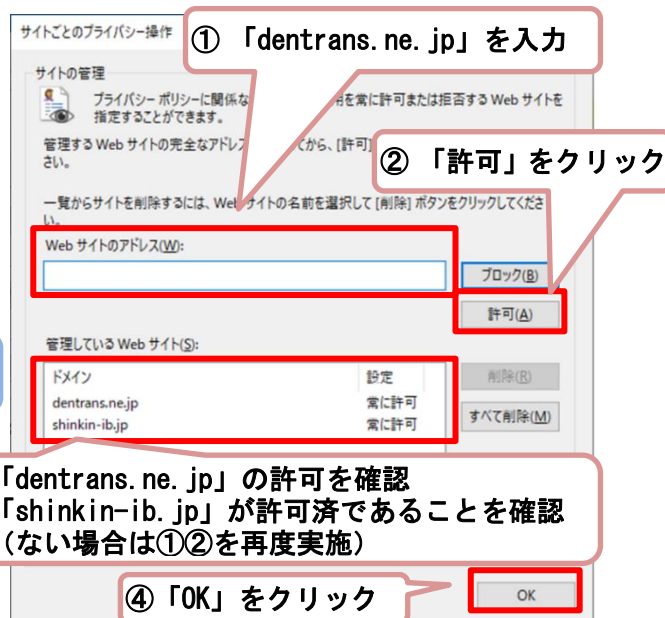 サイトごとのプライバシー操作
① 「dentrans.ne.jp」を入力
サイトの管理
プライバシー ポリシーに関係な
用を常に許可または拒否する Web サイトを
指定することができます。
管理する Web サイトの完全なアドレ
てから、[許可]
さい。
② 「許可」をクリック
一覧からサイトを削除するには、Web サイトの名前を選択して [削除] ボタンをクリックしてくださ
い。
Web サイトのアドレス(W):
ブロック(B)
許可(A)
管理している Web サイト(S):
ドメイン 設定
削除(R)
dentrans.ne.jp 常に許可
shinkin-ib.jp 常に許可
すべて削除(M)
「dentrans.ne.jp」の許可を確認
「shinkin-ib.jp」が許可済であることを確認
(ない場合は①②を再度実施)
④「OK」をクリック
OK